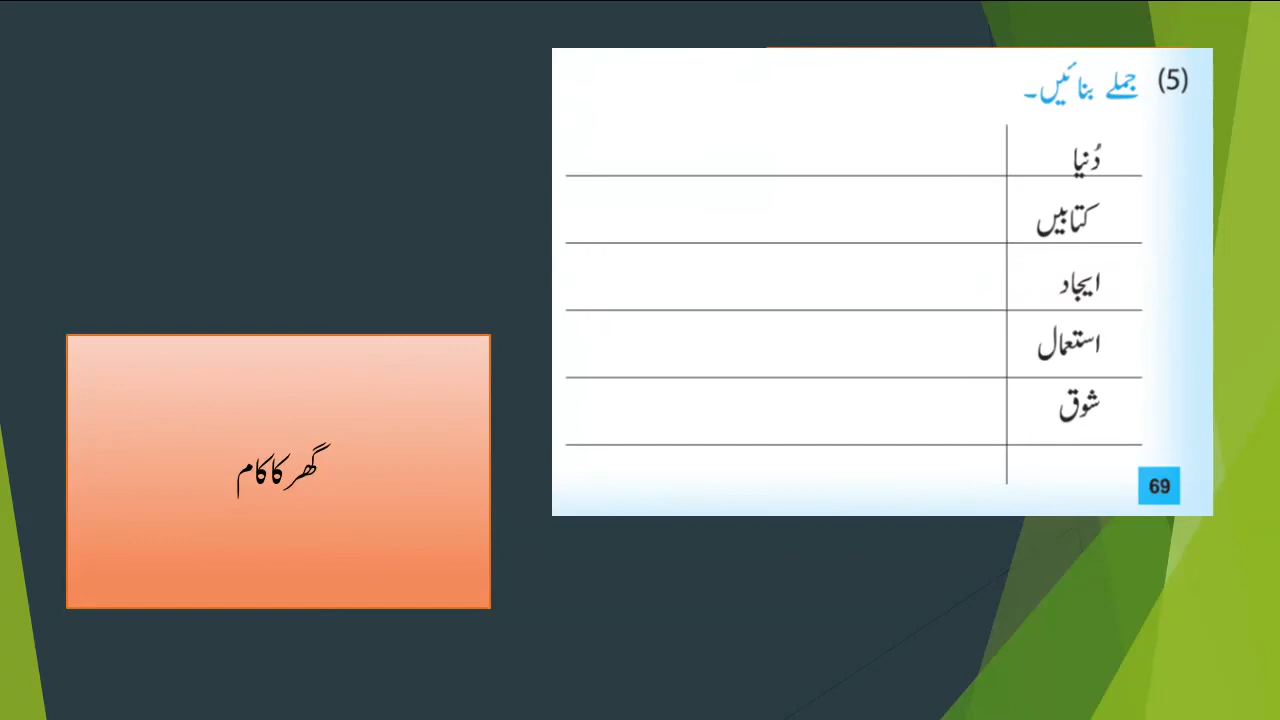 (5) جملے بنائیں۔
دُنیا
کتابیں
ایجاد
استعمال
شوق
69
گھر کا کام